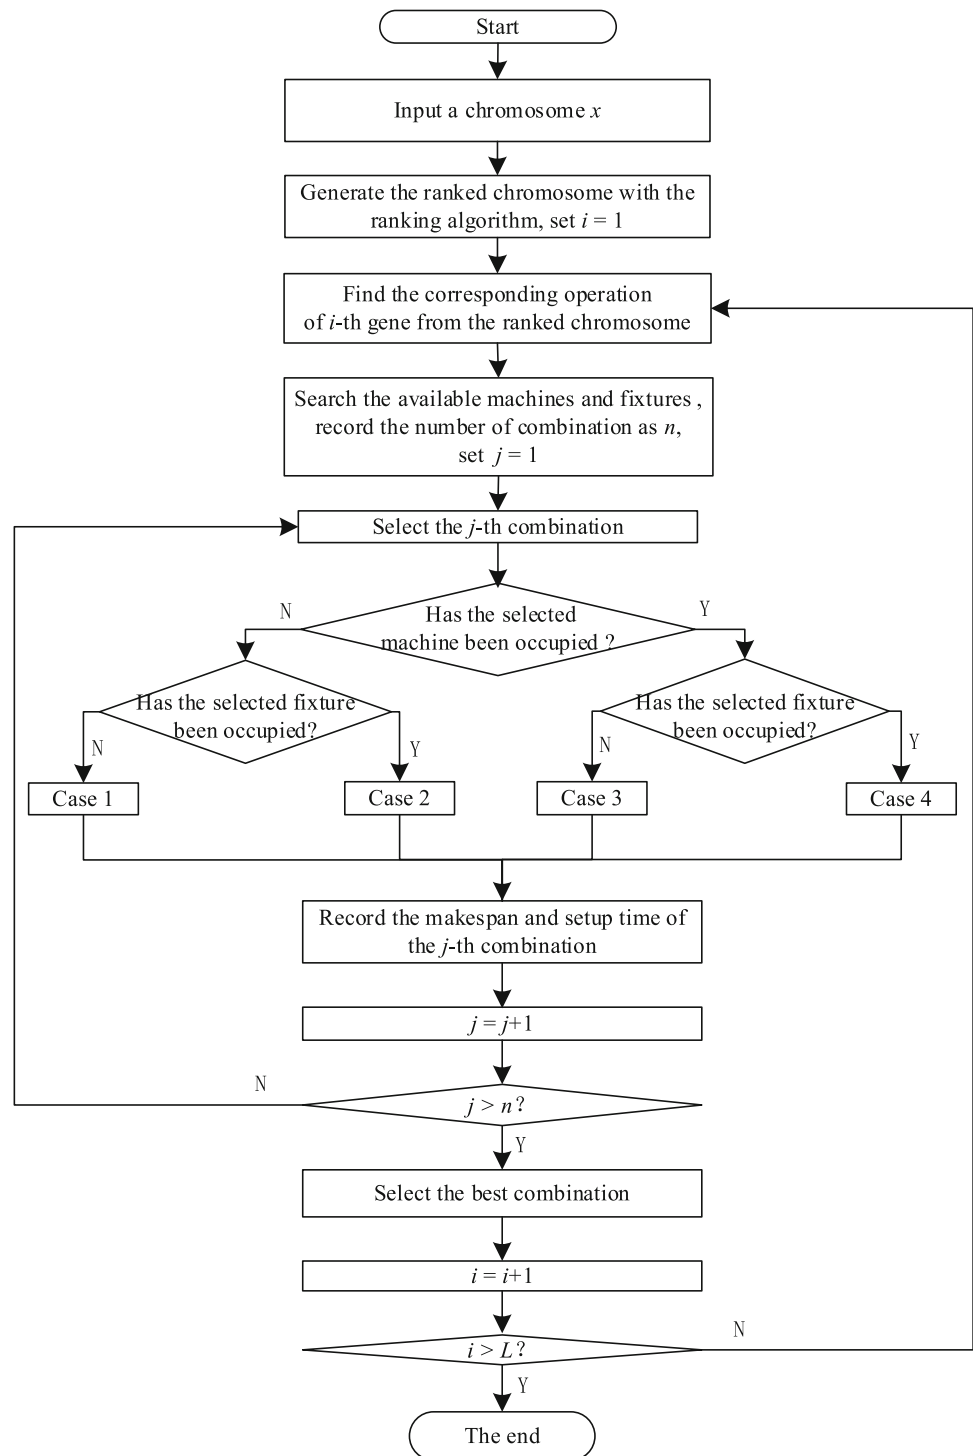 Start
Input a chromosome x
Generate the ranked chromosome with the
ranking algorithm, set i = 1
Find the corresponding operation
of i-th gene from the ranked chromosome
Search the available machines and fixtures ,
record the number of combination as n,
set j = 1
Select the j-th combination
N
Has the selected
machine been occupied ?
Y
Has the selected fixture
been occupied?
N
Y
Has the selected fixture
been occupied?
N
Y
Case 1
Case 2
Case 3
Case 4
Record the makespan and setup time of
the j-th combination
j = j+1
N
j > n?
Y
Select the best combination
i = i+1
N
i > L?
Y
The end